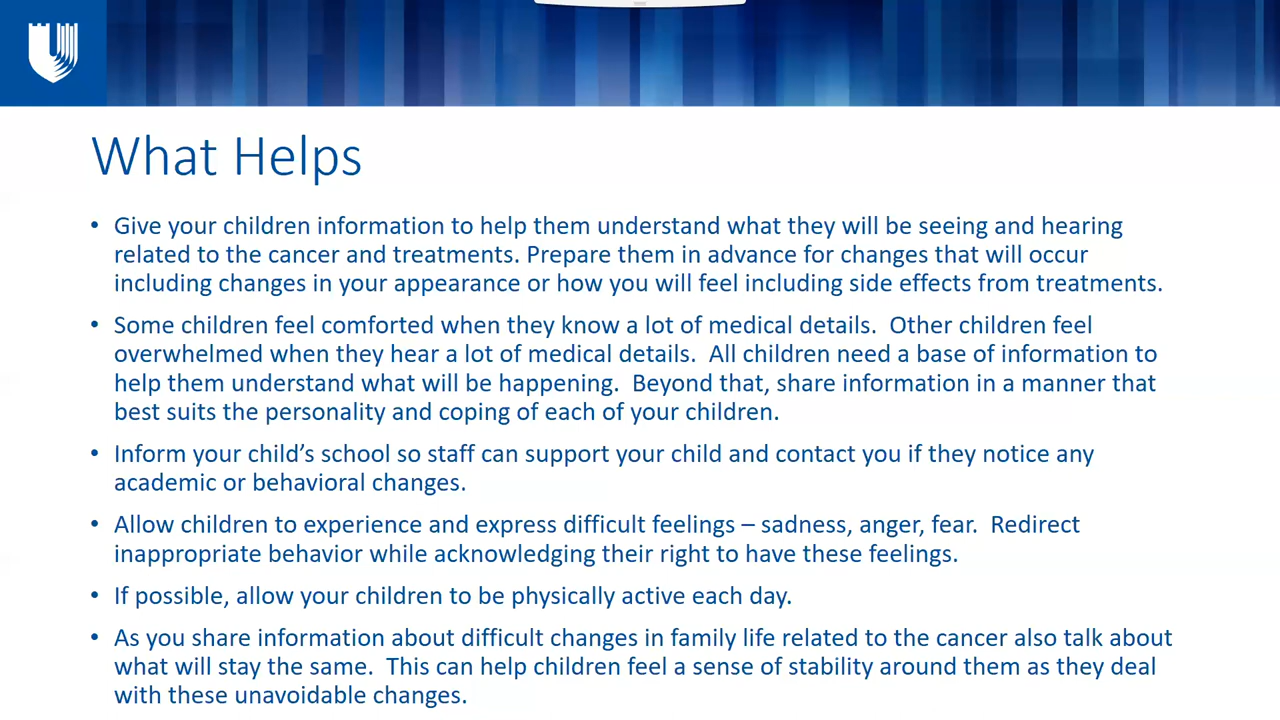 What Helps
• Give your children information to help them understand what they will be seeing and hearing
related to the cancer and treatments. Prepare them in advance for changes that will occur
including changes in your appearance or how you will feel including side effects from treatments.
• Some children feel comforted when they know a lot of medical details.  Other children feel
overwhelmed when they hear a lot of medical details.  All children need a base of information to
help them understand what will be happening.  Beyond that, share information in a manner that
best suits the personality and coping of each of your children.
• Inform your child’s school so staff can support your child and contact you if they notice any
academic or behavioral changes.
• Allow children to experience and express difficult feelings – sadness, anger, fear.  Redirect
inappropriate behavior while acknowledging their right to have these feelings.
• If possible, allow your children to be physically active each day.
• As you share information about difficult changes in family life related to the cancer also talk about
what will stay the same.  This can help children feel a sense of stability around them as they deal
with these unavoidable changes.